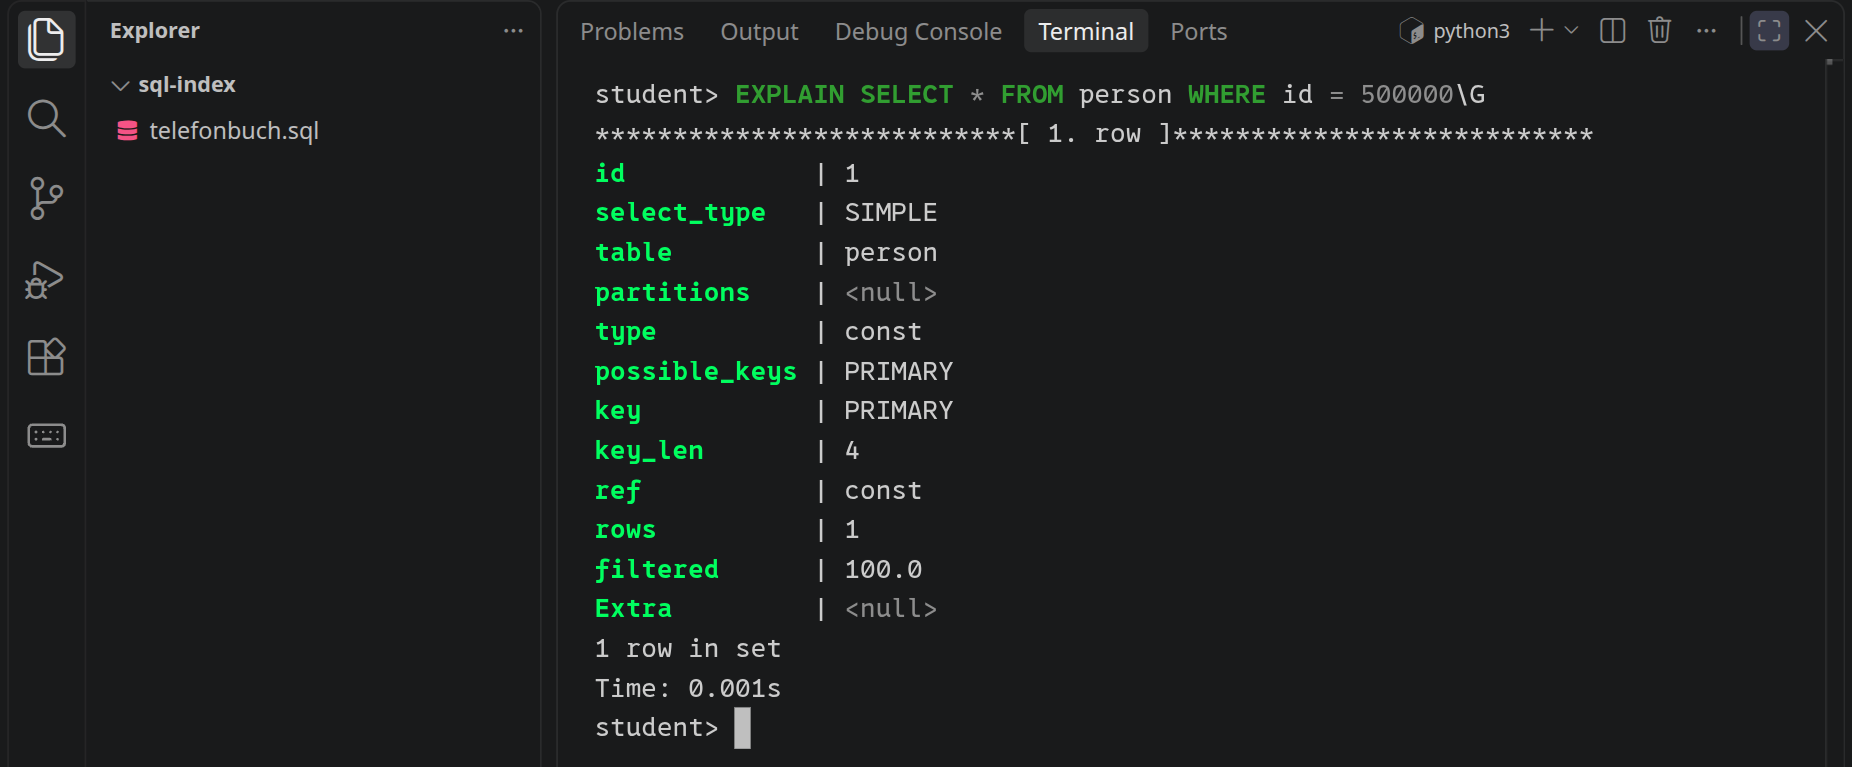 Explorer
sql-index
telefonbuch.sql
Problems Output Debug Console Terminal Ports python3
student> EXPLAIN SELECT * FROM person WHERE id = 500000\G
***************************[ 1. row ]***************************
id | 1
select_type | SIMPLE
table | person
partitions | <null>
type | const
possible_keys | PRIMARY
key | PRIMARY
key_len | 4
ref | const
rows | 1
filtered | 100.0
Extra | <null>
1 row in set
Time: 0.001s
student>